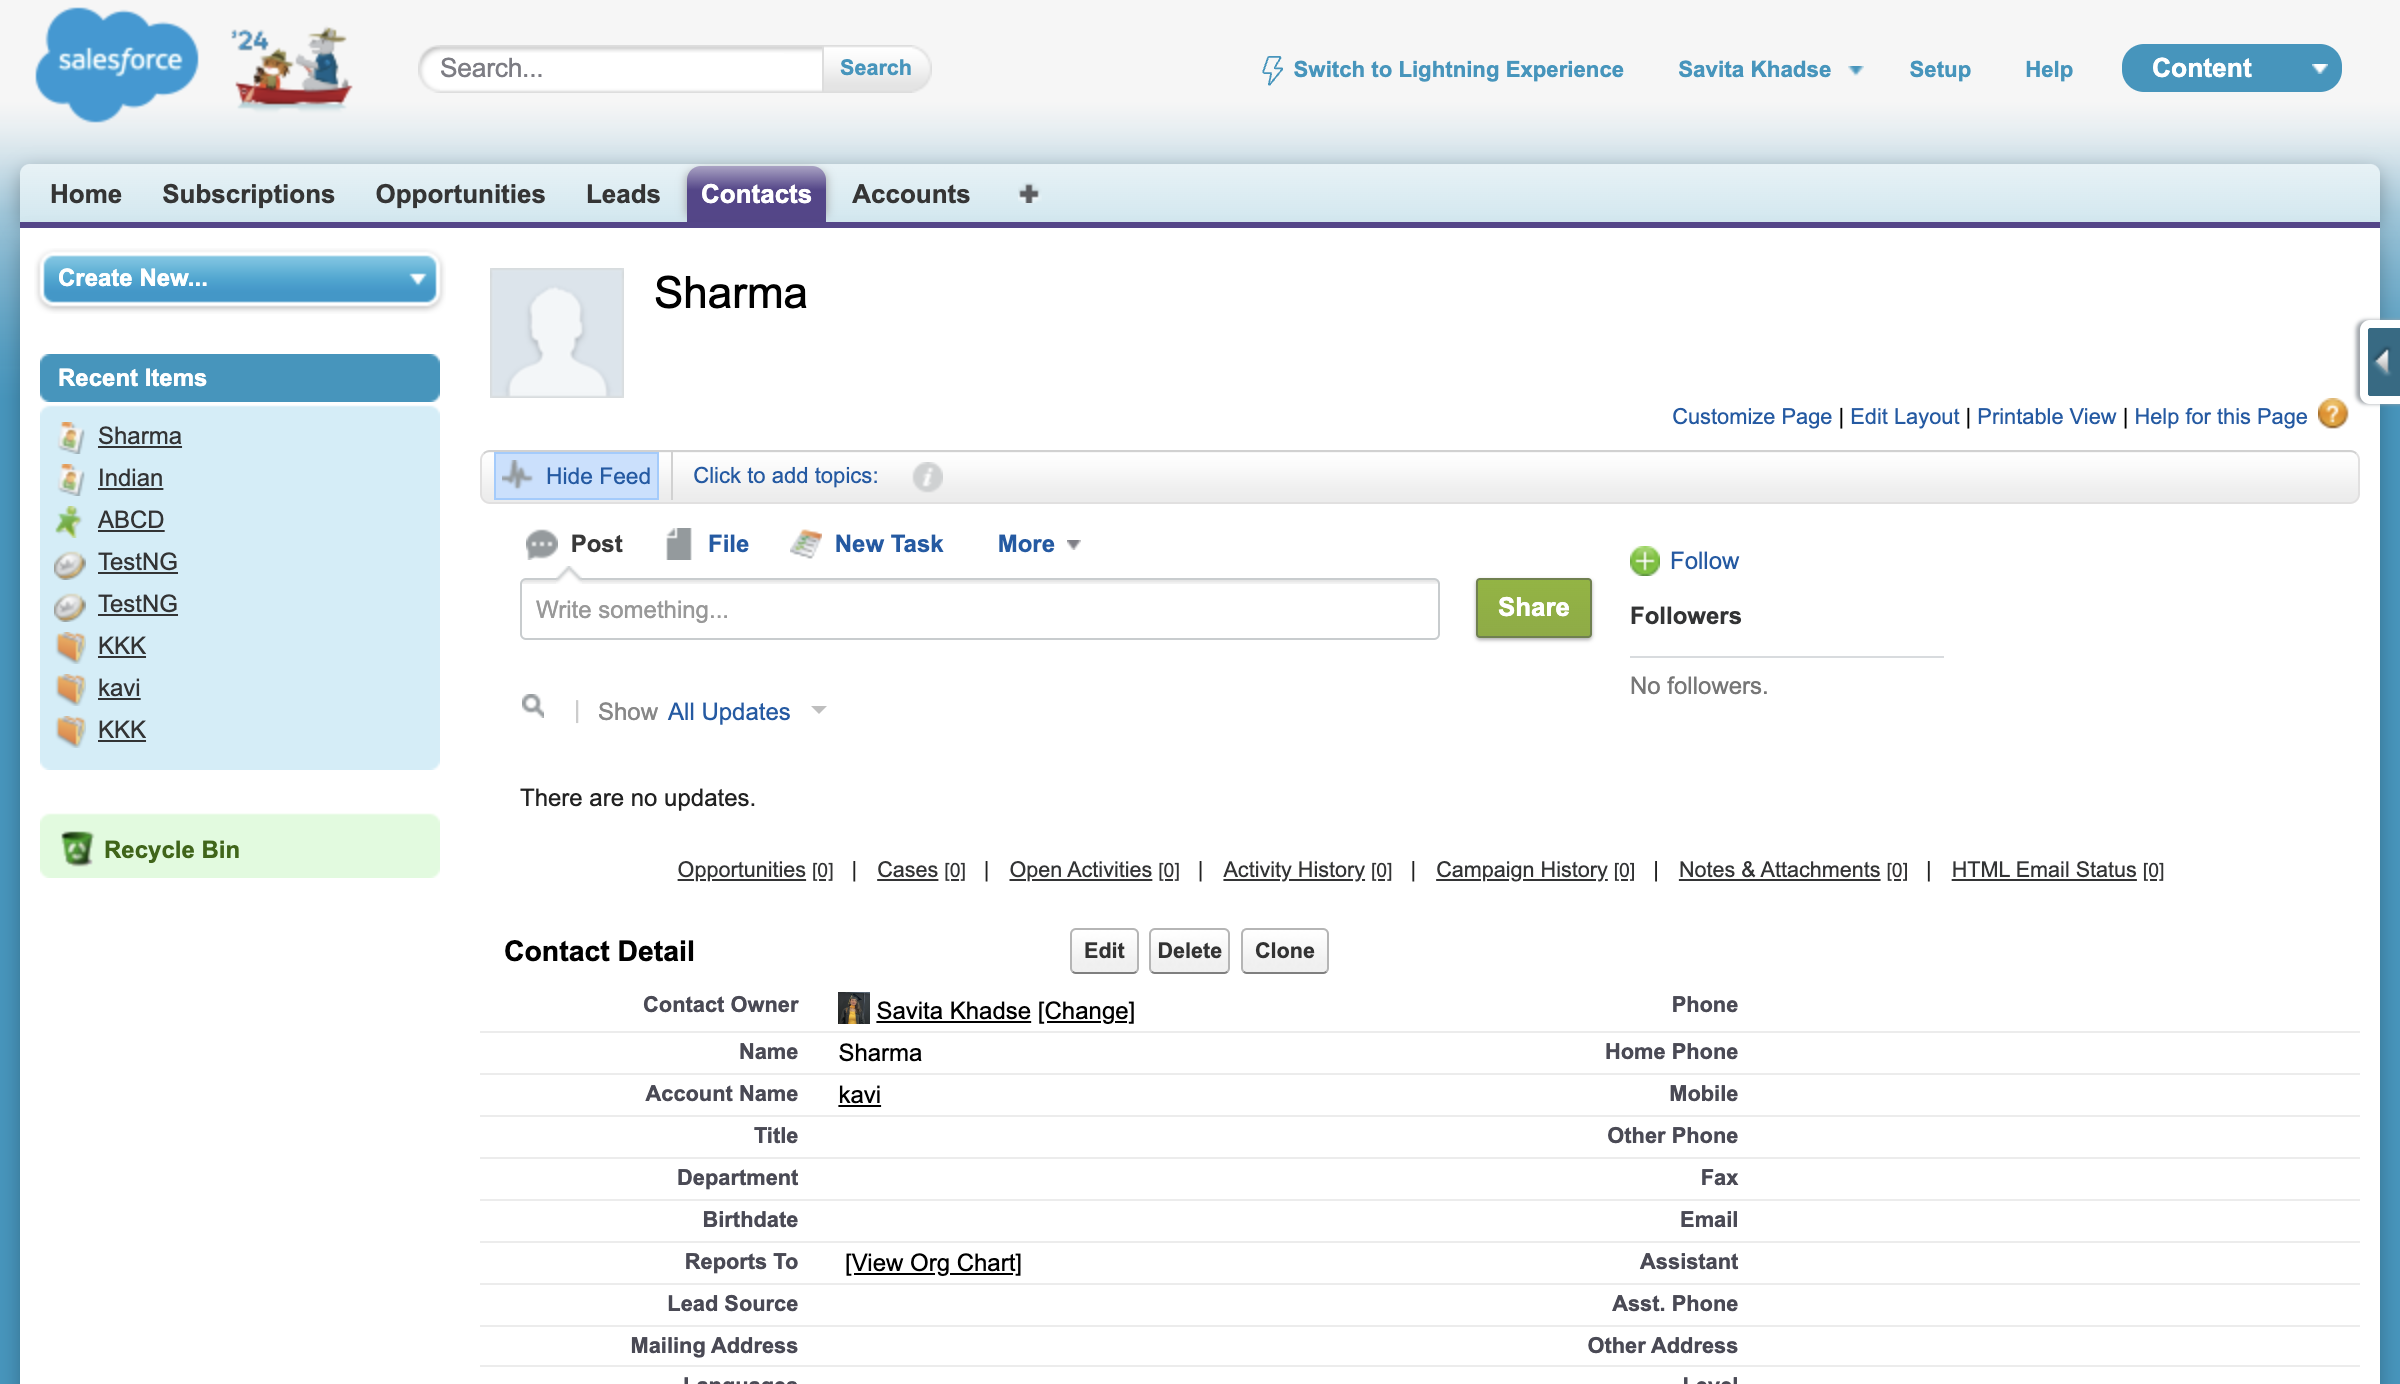 salesforce
'24
Search...
Search
Switch to Lightning Experience
Savita Khadse
Setup
Help
Content
Home
Subscriptions
Opportunities
Leads
Contacts
Accounts
Create New...
Recent Items
Sharma
Indian
ABCD
TestNG
TestNG
KKK
kavi
KKK
Recycle Bin
Sharma
Customize Page | Edit Layout | Printable View | Help for this Page ?
Hide Feed
Click to add topics: i
Post
File
New Task
More
Write something...
Share
Follow
Followers
No followers.
Show All Updates
There are no updates.
Opportunities [0] | Cases [0] | Open Activities [0] | Activity History [0] | Campaign History [0] | Notes & Attachments [0] | HTML Email Status [0]
Contact Detail
Edit
Delete
Clone
Contact Owner Savita Khadse [Change] Phone
Name Sharma Home Phone
Account Name kavi Mobile
Title Other Phone
Department Fax
Birthdate Email
Reports To [View Org Chart] Assistant
Lead Source Asst. Phone
Mailing Address Other Address
Languages Level